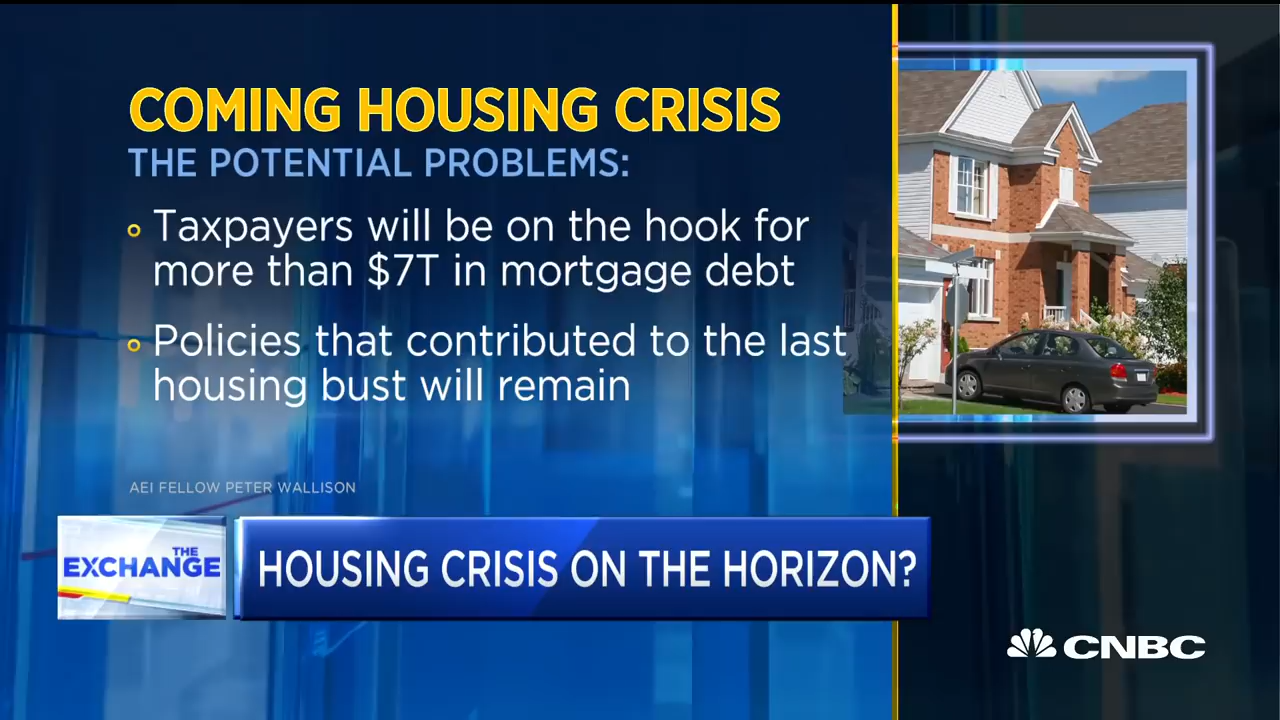 COMING HOUSING CRISIS
THE POTENTIAL PROBLEMS:
Taxpayers will be on the hook for
more than $7T in mortgage debt
Policies that contributed to the last
housing bust will remain
AEI FELLOW PETER WALLISON
THE
EXCHANGE
HOUSING CRISIS ON THE HORIZON?
CNBC